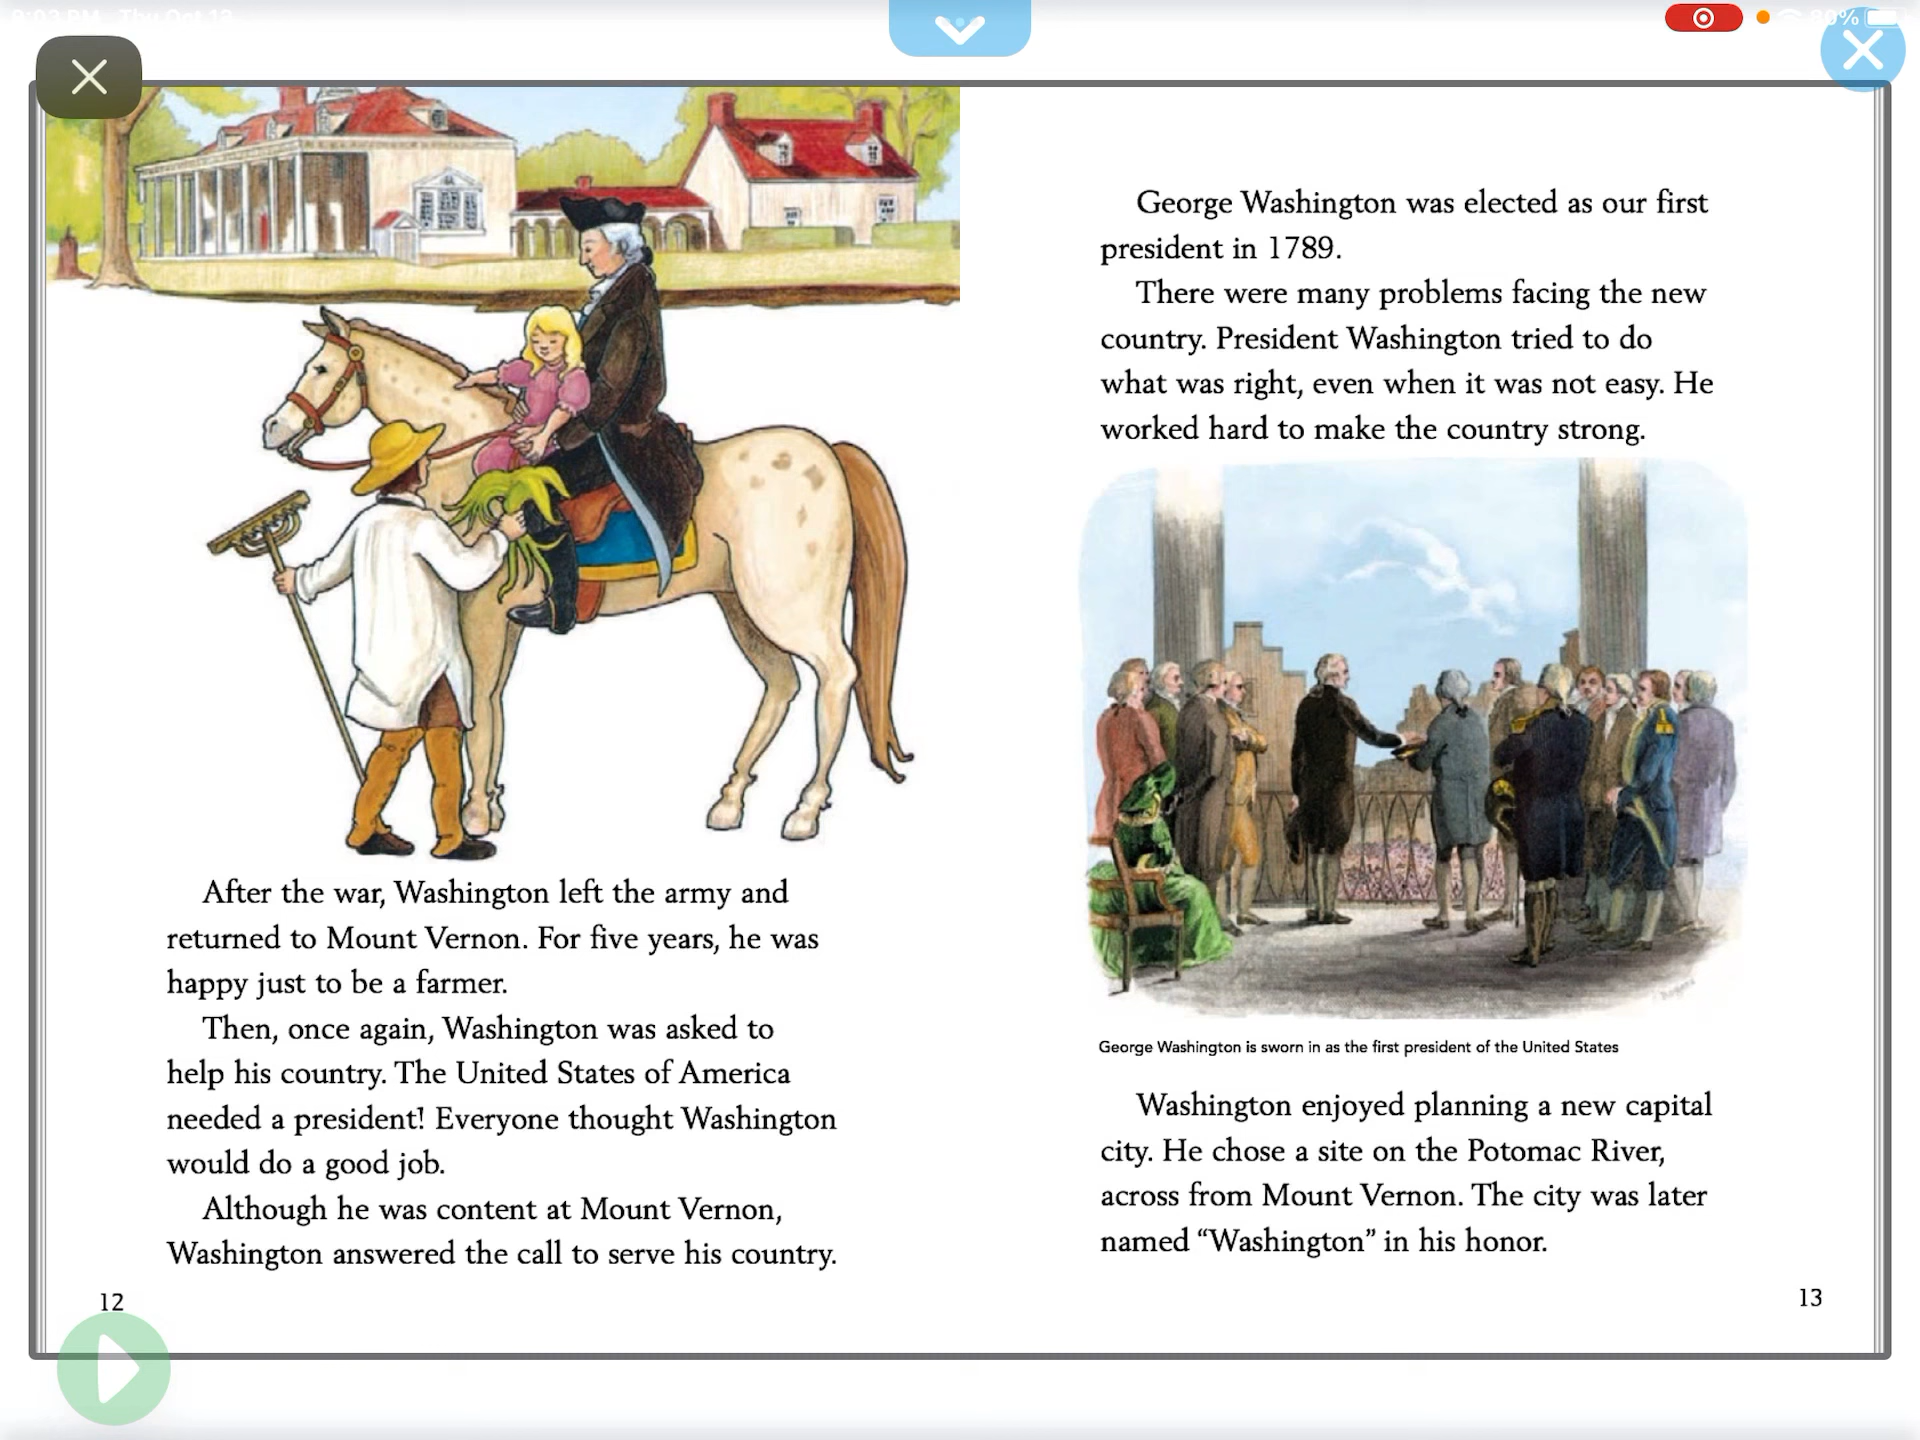 After the war, Washington left the army and
returned to Mount Vernon. For five years, he was
happy just to be a farmer.
Then, once again, Washington was asked to
help his country. The United States of America
needed a president! Everyone thought Washington
would do a good job.
Although he was content at Mount Vernon,
Washington answered the call to serve his country.
12
George Washington was elected as our first
president in 1789.
There were many problems facing the new
country. President Washington tried to do
what was right, even when it was not easy. He
worked hard to make the country strong.
George Washington is sworn in as the first president of the United States
Washington enjoyed planning a new capital
city. He chose a site on the Potomac River,
across from Mount Vernon. The city was later
named “Washington” in his honor.
13